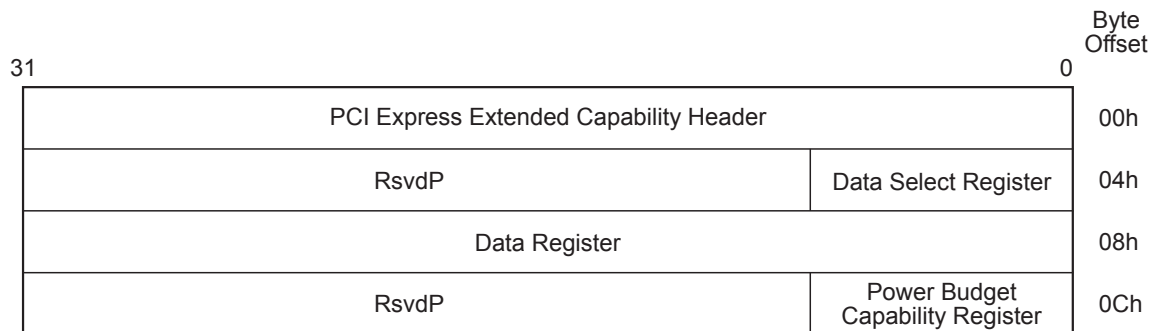 Byte
Offset
31
0
PCI Express Extended Capability Header
00h
RsvdP
Data Select Register
04h
Data Register
08h
RsvdP
Power Budget
Capability Register
0Ch